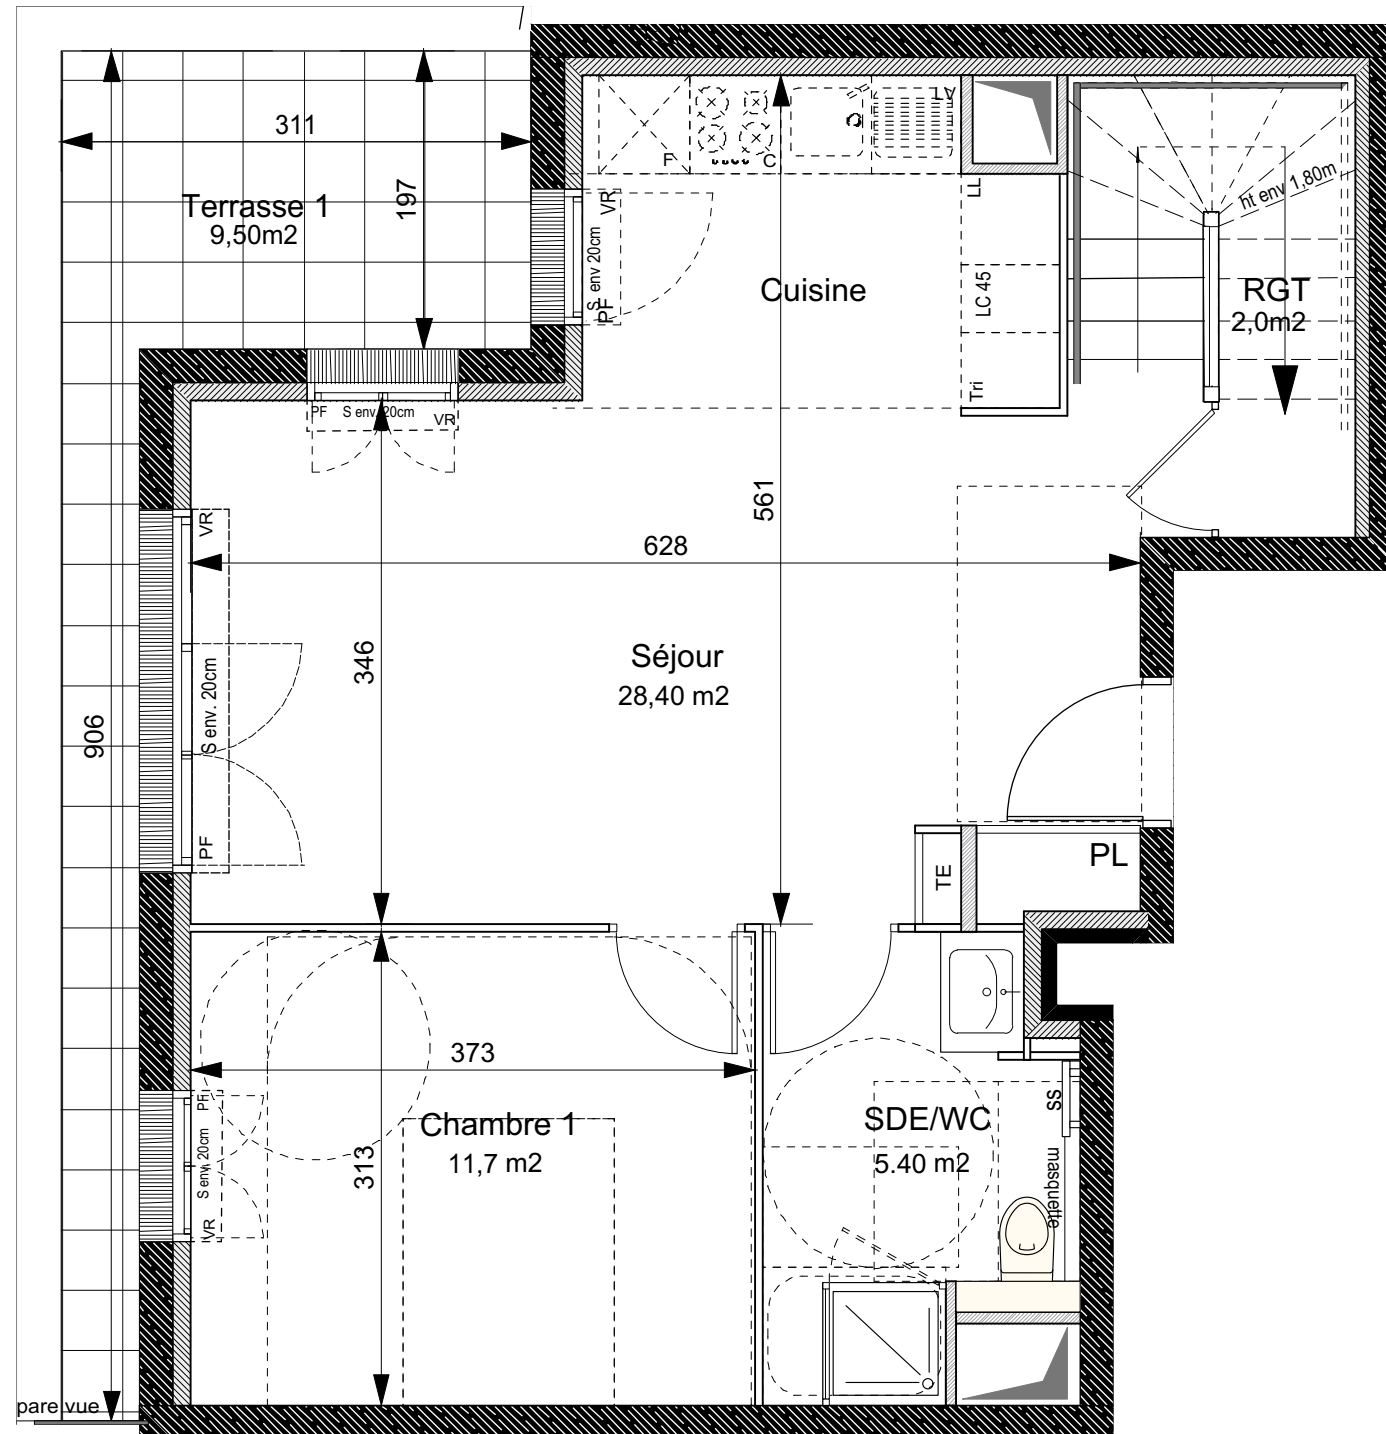 311
197
Terrasse 1
9,50m2
F
C
LV
VR
S env 20cm
PF
LL
LC 45
Tri
Cuisine
ht env 1,80m
RGT
2,0m2
PF
S env. 20cm
VR
561
628
VR
S env. 20cm
PF
346
906
Séjour
28,40 m2
TE
PL
373
Chambre 1
11,7 m2
313
PF
S env. 20cm
VR
SDE/WC
5.40 m2
SS
masquette
pare vue